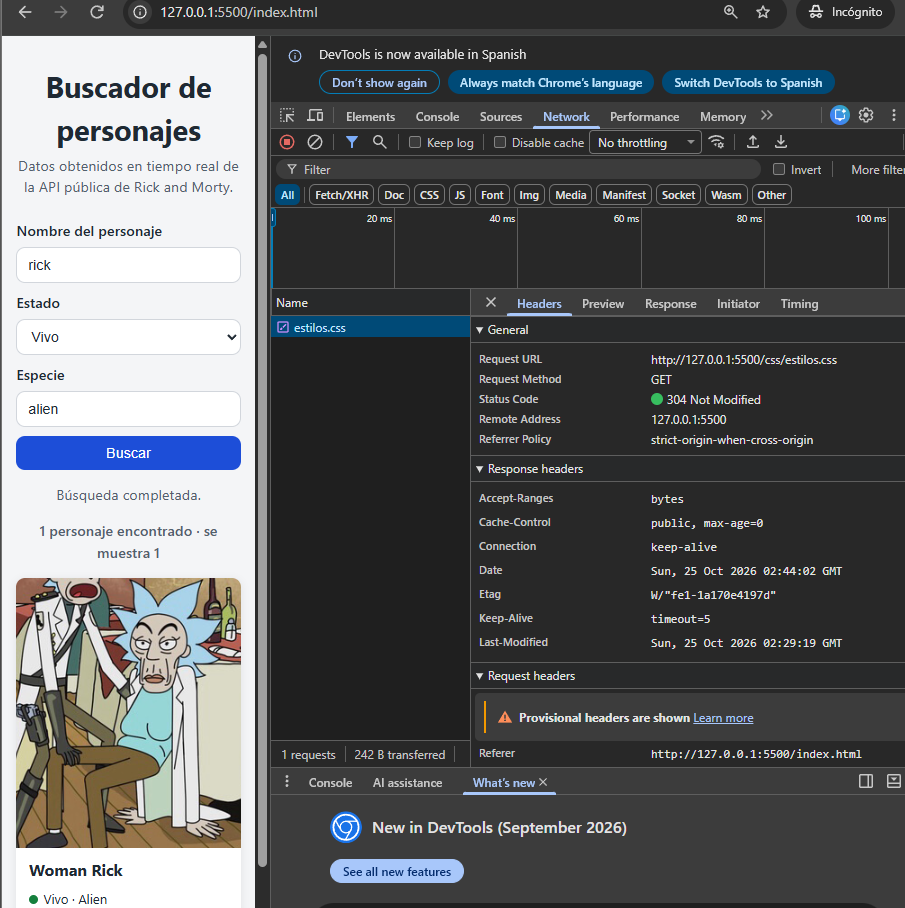 127.0.0.1:5500/index.html
Incógnito
Buscador de
personajes
Datos obtenidos en tiempo real de
la API pública de Rick and Morty.
Nombre del personaje
rick
Estado
Vivo
Especie
alien
Buscar
Búsqueda completada.
1 personaje encontrado · se
muestra 1
Woman Rick
Vivo · Alien
DevTools is now available in Spanish
Don't show again
Always match Chrome's language
Switch DevTools to Spanish
Elements
Console
Sources
Network
Performance
Memory
Keep log
Disable cache
No throttling
Filter
Invert
More filter
All
Fetch/XHR
Doc
CSS
JS
Font
Img
Media
Manifest
Socket
Wasm
Other
20 ms
40 ms
60 ms
80 ms
100 ms
Name
estilos.css
1 requests
242 B transferred
Headers
Preview
Response
Initiator
Timing
General
Request URL http://127.0.0.1:5500/css/estilos.css
Request Method GET
Status Code 304 Not Modified
Remote Address 127.0.0.1:5500
Referrer Policy strict-origin-when-cross-origin
Response headers
Accept-Ranges bytes
Cache-Control public, max-age=0
Connection keep-alive
Date Sun, 25 Oct 2026 02:44:02 GMT
Etag W/"fe1-1a170e4197d"
Keep-Alive timeout=5
Last-Modified Sun, 25 Oct 2026 02:29:19 GMT
Request headers
Provisional headers are shown Learn more
Referer http://127.0.0.1:5500/index.html
Console
AI assistance
What's new
New in DevTools (September 2026)
See all new features